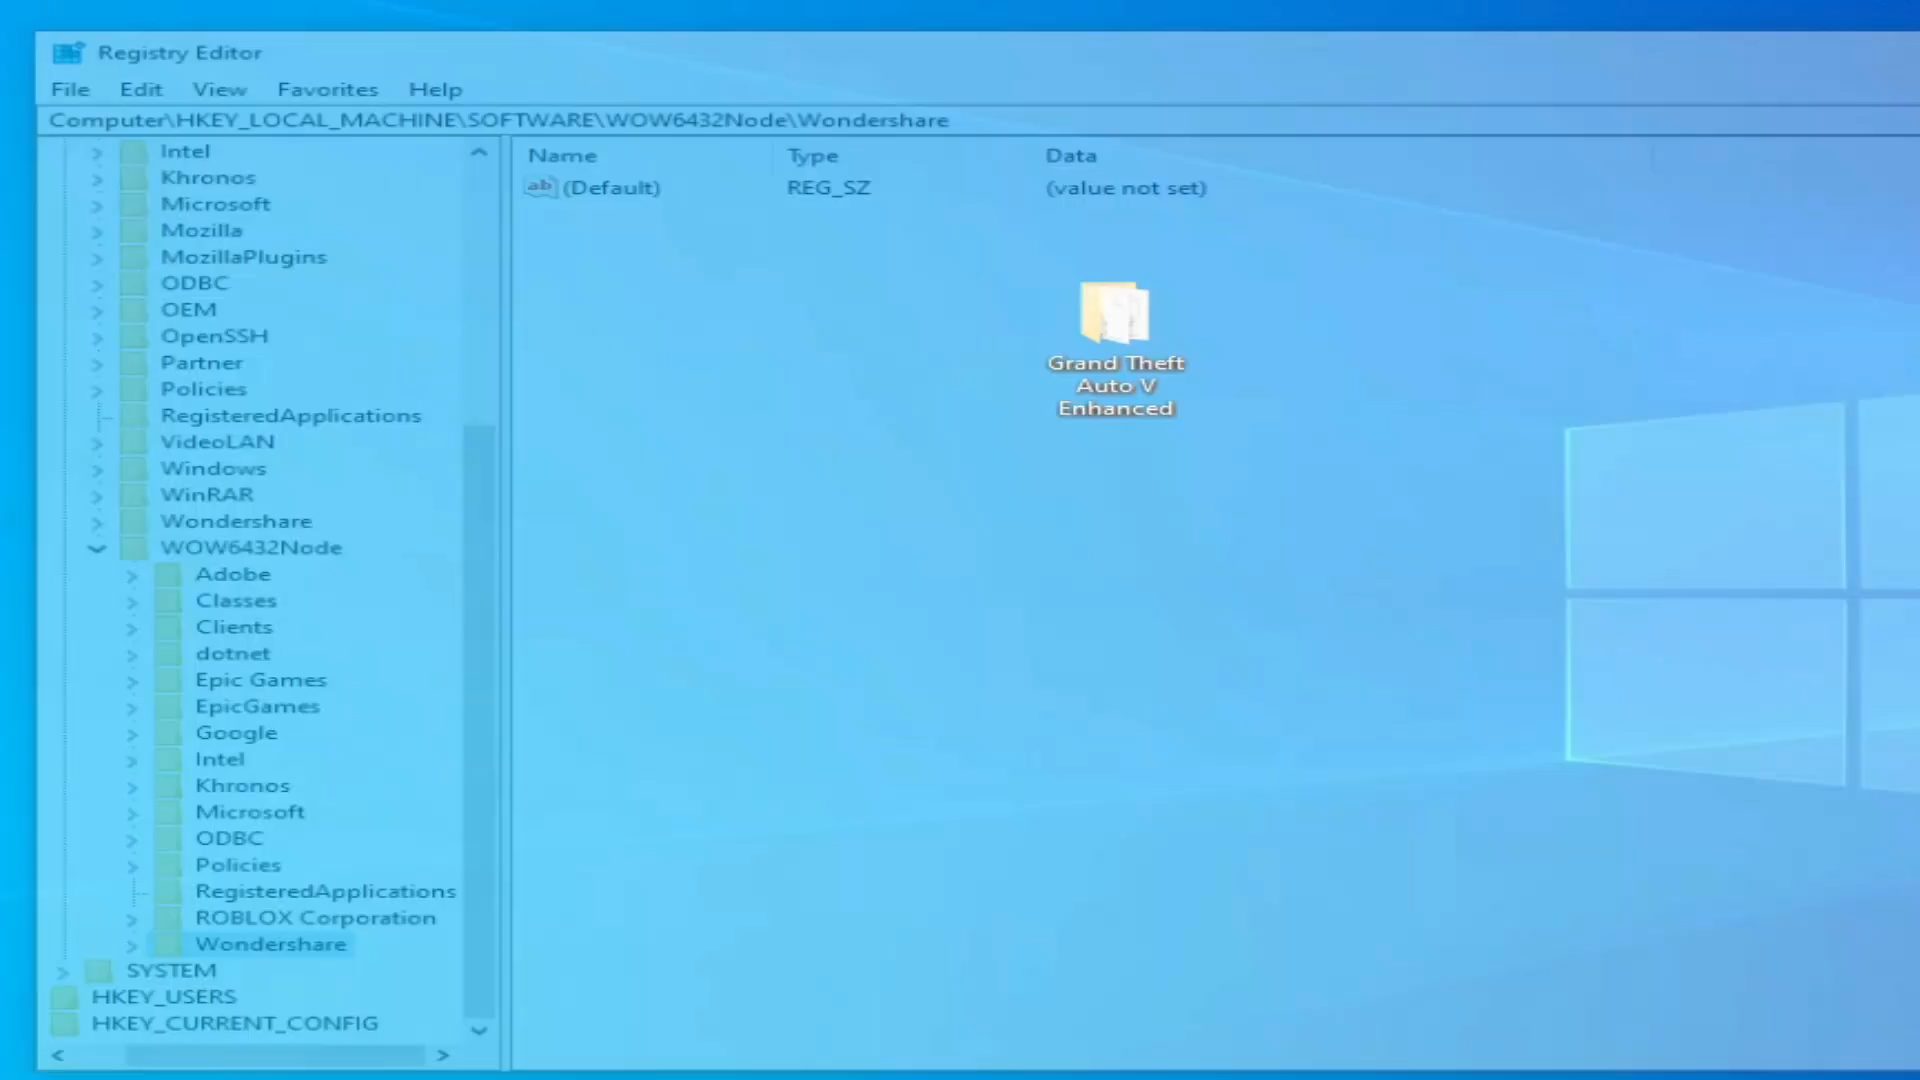 Registry Editor
File Edit View Favorites Help
Computer\HKEY_LOCAL_MACHINE\SOFTWARE\WOW6432Node\Wondershare
Intel
Khronos
Microsoft
Mozilla
MozillaPlugins
ODBC
OEM
OpenSSH
Partner
Policies
RegisteredApplications
VideoLAN
Windows
WinRAR
Wondershare
WOW6432Node
Adobe
Classes
Clients
dotnet
Epic Games
EpicGames
Google
Intel
Khronos
Microsoft
ODBC
Policies
RegisteredApplications
ROBLOX Corporation
Wondershare
SYSTEM
HKEY_USERS
HKEY_CURRENT_CONFIG
Name Type Data
ab (Default) REG_SZ (value not set)
Grand Theft
Auto V
Enhanced